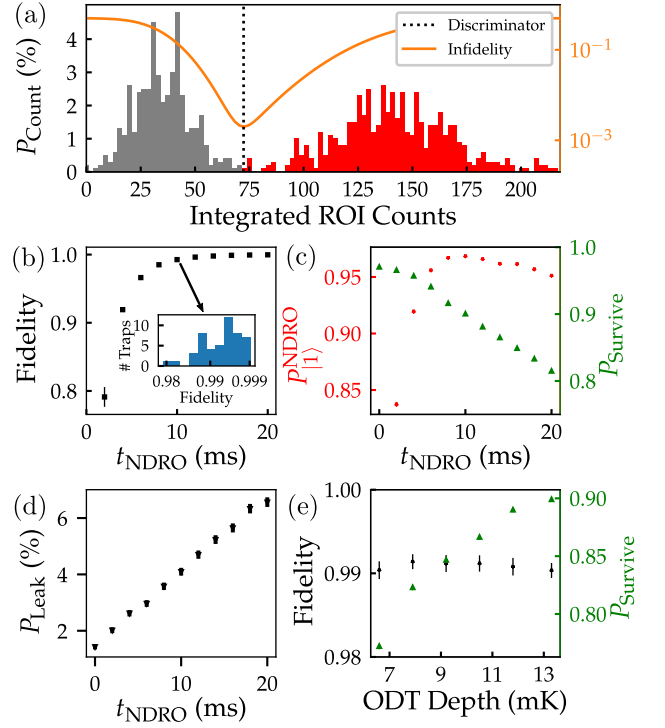 (a)
Discriminator
Infidelity
P_Count (%)
4
3
2
1
0
10⁻¹
10⁻³
0 25 50 75 100 125 150 175 200
Integrated ROI Counts
(b)
Fidelity
1.0
0.9
0.8
# Traps
10
5
0
0.98 0.99 0.999
Fidelity
0 5 10 15 20
t_NDRO (ms)
(c)
P^NDRO_|1⟩
0.95
0.90
0.85
1.0
0.9
0.8
P_Survive
0 5 10 15 20
t_NDRO (ms)
(d)
P_Leak (%)
6
4
2
0 5 10 15 20
t_NDRO (ms)
(e)
Fidelity
1.00
0.99
0.98
0.90
0.85
0.80
P_Survive
7 9 11 13
ODT Depth (mK)